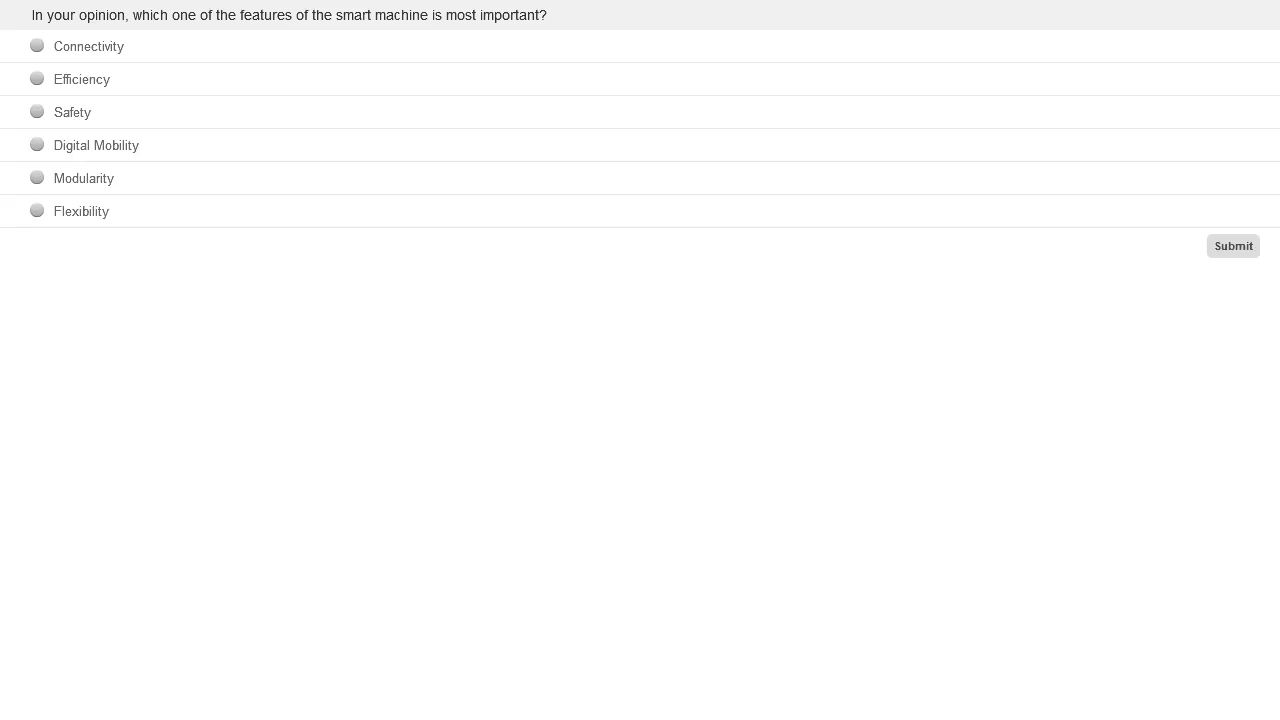 In your opinion, which one of the features of the smart machine is most important?
Connectivity
Efficiency
Safety
Digital Mobility
Modularity
Flexibility
Submit